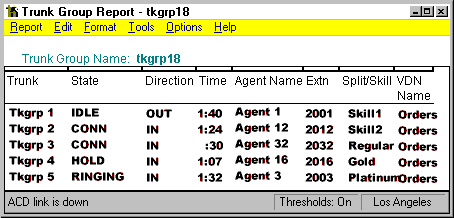 Trunk Group Report - tkgrp18
Report Edit Format Tools Options Help
Trunk Group Name: tkgrp18
Trunk State Direction Time Agent Name Extn Split/Skill VDN Name
Tkgrp 1 IDLE OUT 1:40 Agent 1 2001 Skill1 Orders
Tkgrp 2 CONN IN 1:24 Agent 12 2012 Skill2 Orders
Tkgrp 3 CONN IN :30 Agent 32 2032 Regular Orders
Tkgrp 4 HOLD IN 1:07 Agent 16 2016 Gold Orders
Tkgrp 5 RINGING IN 1:32 Agent 3 2003 Platinum Orders
ACD link is down Thresholds: On Los Angeles